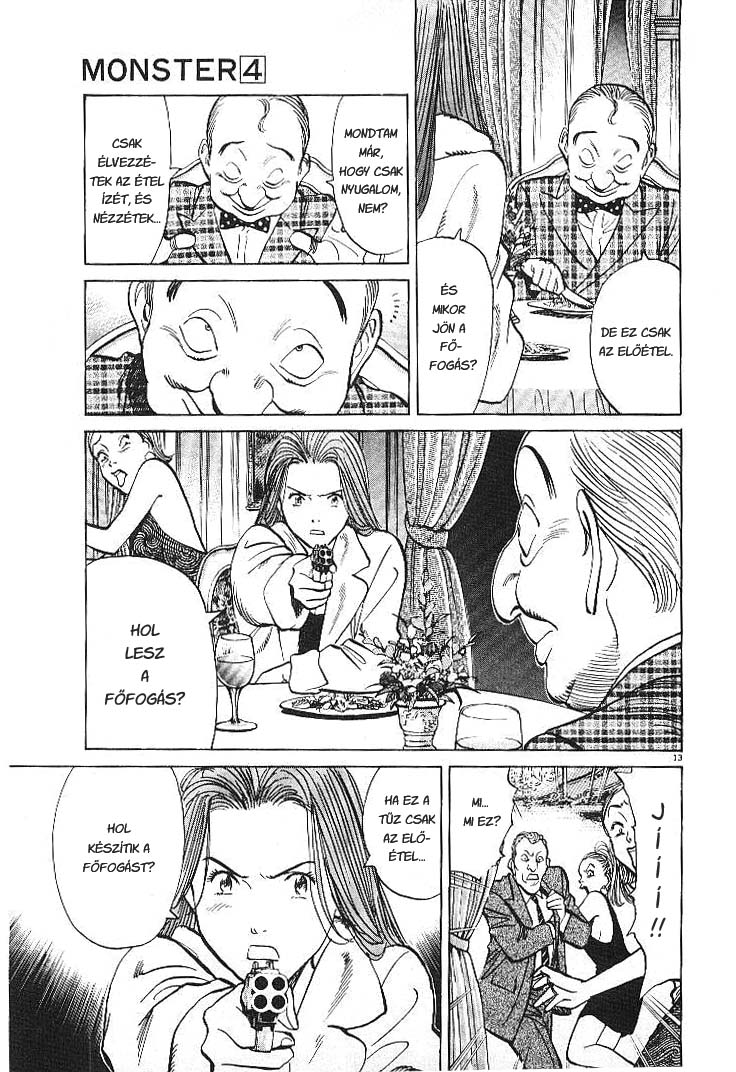 MONSTER 4
DE EZ CSAK
AZ ELŐÉTEL.
ÉS
MIKOR
JÖN A
FŐ-
FOGÁS?
MONDTAM
MÁR,
HOGY CSAK
NYUGALOM,
NEM?
CSAK
ÉLVEZZÉ-
TEK AZ ÉTEL
ÍZÉT, ÉS
NÉZZÉTEK...
HOL
LESZ
A
FŐFOGÁS?
13
JÍÍÍÍ!!
MI...
MI EZ?
HA EZ A
TŰZ CSAK
AZ ELŐ-
ÉTEL...
HOL
KÉSZÍTIK A
FŐFOGÁST?